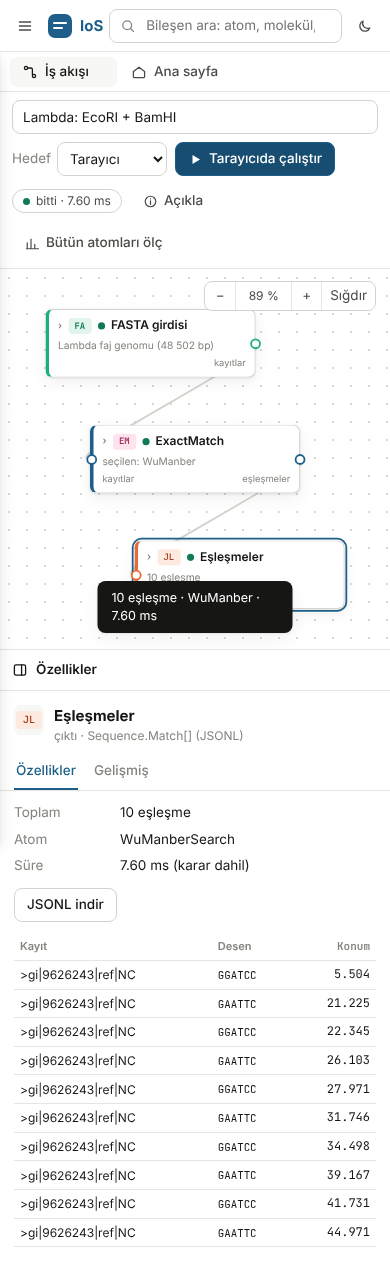 IoS
Bileşen ara: atom, molekül,
İş akışı
Ana sayfa
Lambda: EcoRI + BamHI
Hedef
Tarayıcı
Tarayıcıda çalıştır
bitti · 7.60 ms
Açıkla
Bütün atomları ölç
− 89 % + Sığdır
FA FASTA girdisi
Lambda faj genomu (48 502 bp)
kayıtlar
EM ExactMatch
seçilen: WuManber
kayıtlar eşleşmeler
JL Eşleşmeler
10 eşleşme
10 eşleşme · WuManber ·
7.60 ms
Özellikler
JL Eşleşmeler
çıktı · Sequence.Match[] (JSONL)
Özellikler Gelişmiş
Toplam 10 eşleşme
Atom WuManberSearch
Süre 7.60 ms (karar dahil)
JSONL indir
Kayıt Desen Konum
>gi|9626243|ref|NC GGATCC 5.504
>gi|9626243|ref|NC GAATTC 21.225
>gi|9626243|ref|NC GGATCC 22.345
>gi|9626243|ref|NC GAATTC 26.103
>gi|9626243|ref|NC GGATCC 27.971
>gi|9626243|ref|NC GAATTC 31.746
>gi|9626243|ref|NC GGATCC 34.498
>gi|9626243|ref|NC GAATTC 39.167
>gi|9626243|ref|NC GGATCC 41.731
>gi|9626243|ref|NC GAATTC 44.971